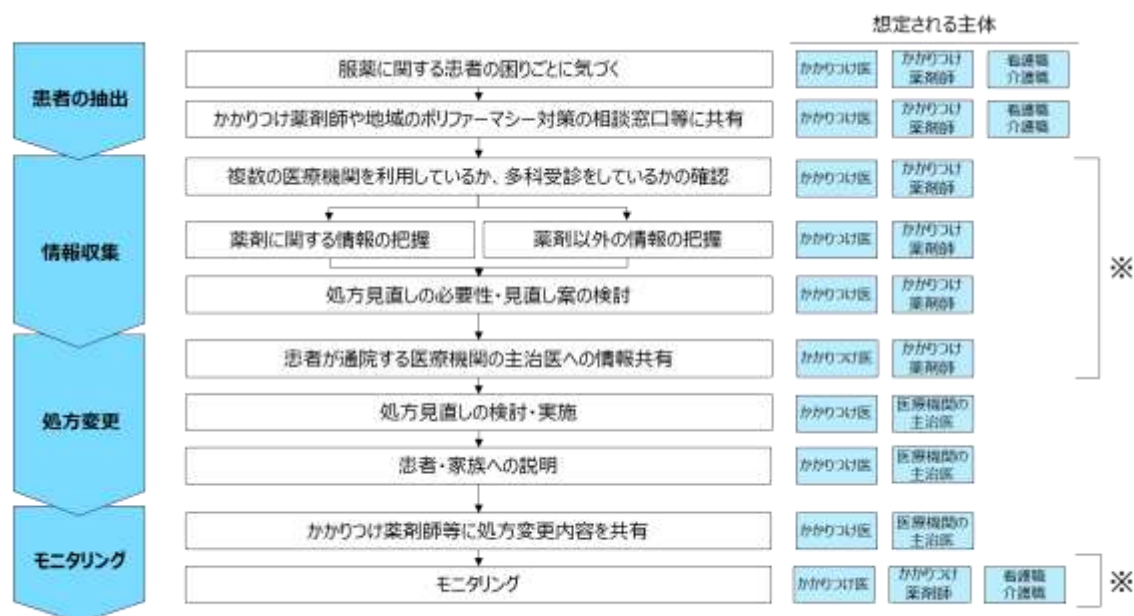 想定される主体
患者の抽出
服薬に関する患者の困りごとに気づく
かかりつけ医
かかりつけ
薬剤師
看護職
介護職
かかりつけ薬剤師や地域のポリファーマシー対策の相談窓口等に共有
かかりつけ医
かかりつけ
薬剤師
看護職
介護職
情報収集
複数の医療機関を利用しているか、多科受診をしているかの確認
かかりつけ医
かかりつけ
薬剤師
薬剤に関する情報の把握
薬剤以外の情報の把握
かかりつけ医
かかりつけ
薬剤師
※
処方見直しの必要性・見直し案の検討
かかりつけ医
かかりつけ
薬剤師
処方変更
患者が通院する医療機関の主治医への情報共有
かかりつけ医
かかりつけ
薬剤師
処方見直しの検討・実施
かかりつけ医
医療機関の
主治医
患者・家族への説明
かかりつけ医
医療機関の
主治医
モニタリング
かかりつけ薬剤師等に処方変更内容を共有
かかりつけ医
医療機関の
主治医
モニタリング
かかりつけ医
かかりつけ
薬剤師
看護職
介護職
※